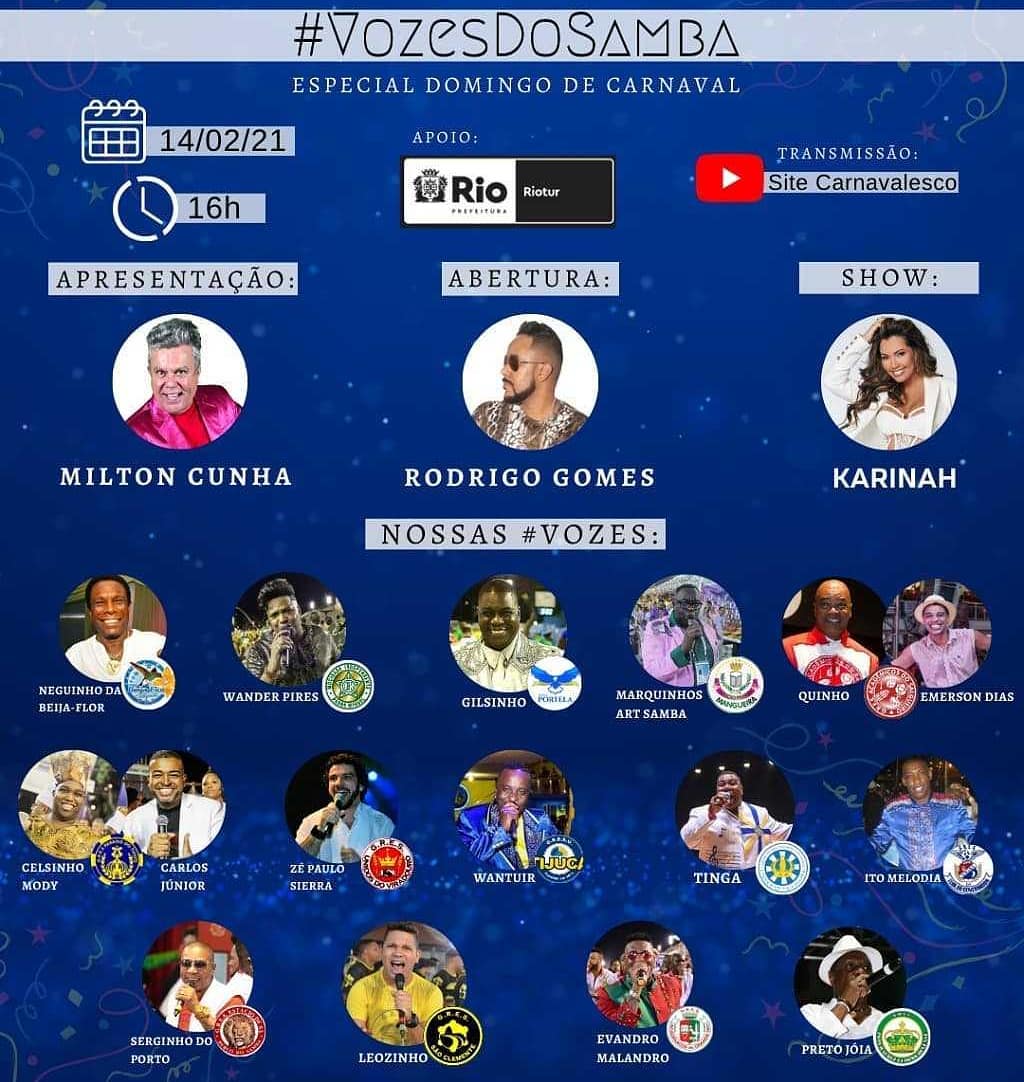 #VozesDoSamba
ESPECIAL DOMINGO DE CARNAVAL
14/02/21
16h
APOIO:
Rio
PREFEITURA
Riotur
TRANSMISSÃO:
Site Carnavalesco
APRESENTAÇÃO:
ABERTURA:
SHOW:
MILTON CUNHA
RODRIGO GOMES
KARINAH
NOSSAS #VOZES:
NEGUINHO DA
BEIJA-FLOR
WANDER PIRES
GILSINHO
PORTELA
MARQUINHOS
ART SAMBA
MANGUEIRA
QUINHO
EMERSON DIAS
CELSINHO
MODY
CARLOS
JÚNIOR
ZÉ PAULO
SIERRA
G.R.E.S.
WANTUIR
TIJUCA
TINGA
ITO MELODIA
SERGINHO DO
PORTO
LEOZINHO
G.R.E.S.
SÃO CLEMENTE
EVANDRO
MALANDRO
PRETO JÓIA